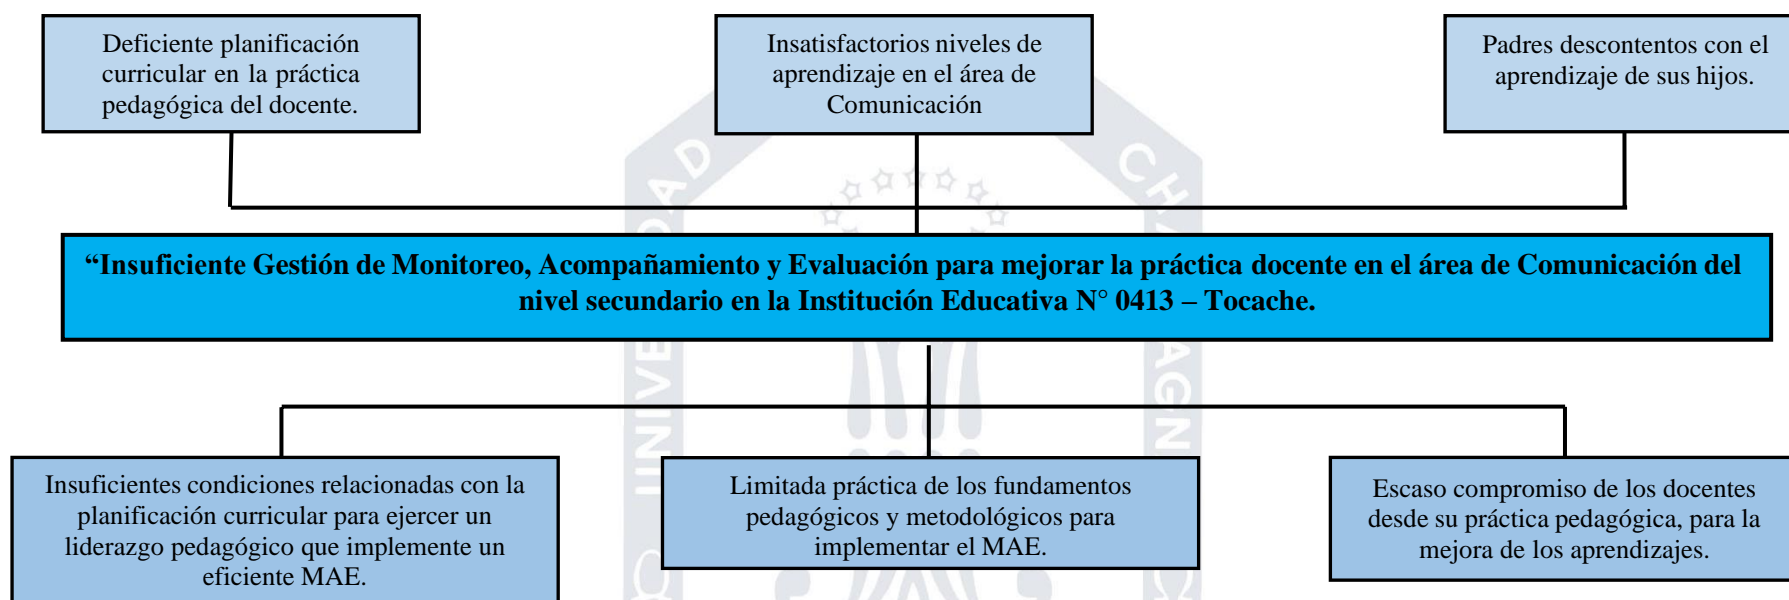 Deficiente planificación
curricular en la práctica
pedagógica del docente.
Insatisfactorios niveles de
aprendizaje en el área de
Comunicación
Padres descontentos con el
aprendizaje de sus hijos.
“Insuficiente Gestión de Monitoreo, Acompañamiento y Evaluación para mejorar la práctica docente en el área de Comunicación del
nivel secundario en la Institución Educativa N° 0413 – Tocache.
Insuficientes condiciones relacionadas con la
planificación curricular para ejercer un
liderazgo pedagógico que implemente un
eficiente MAE.
Limitada práctica de los fundamentos
pedagógicos y metodológicos para
implementar el MAE.
Escaso compromiso de los docentes
desde su práctica pedagógica, para la
mejora de los aprendizajes.